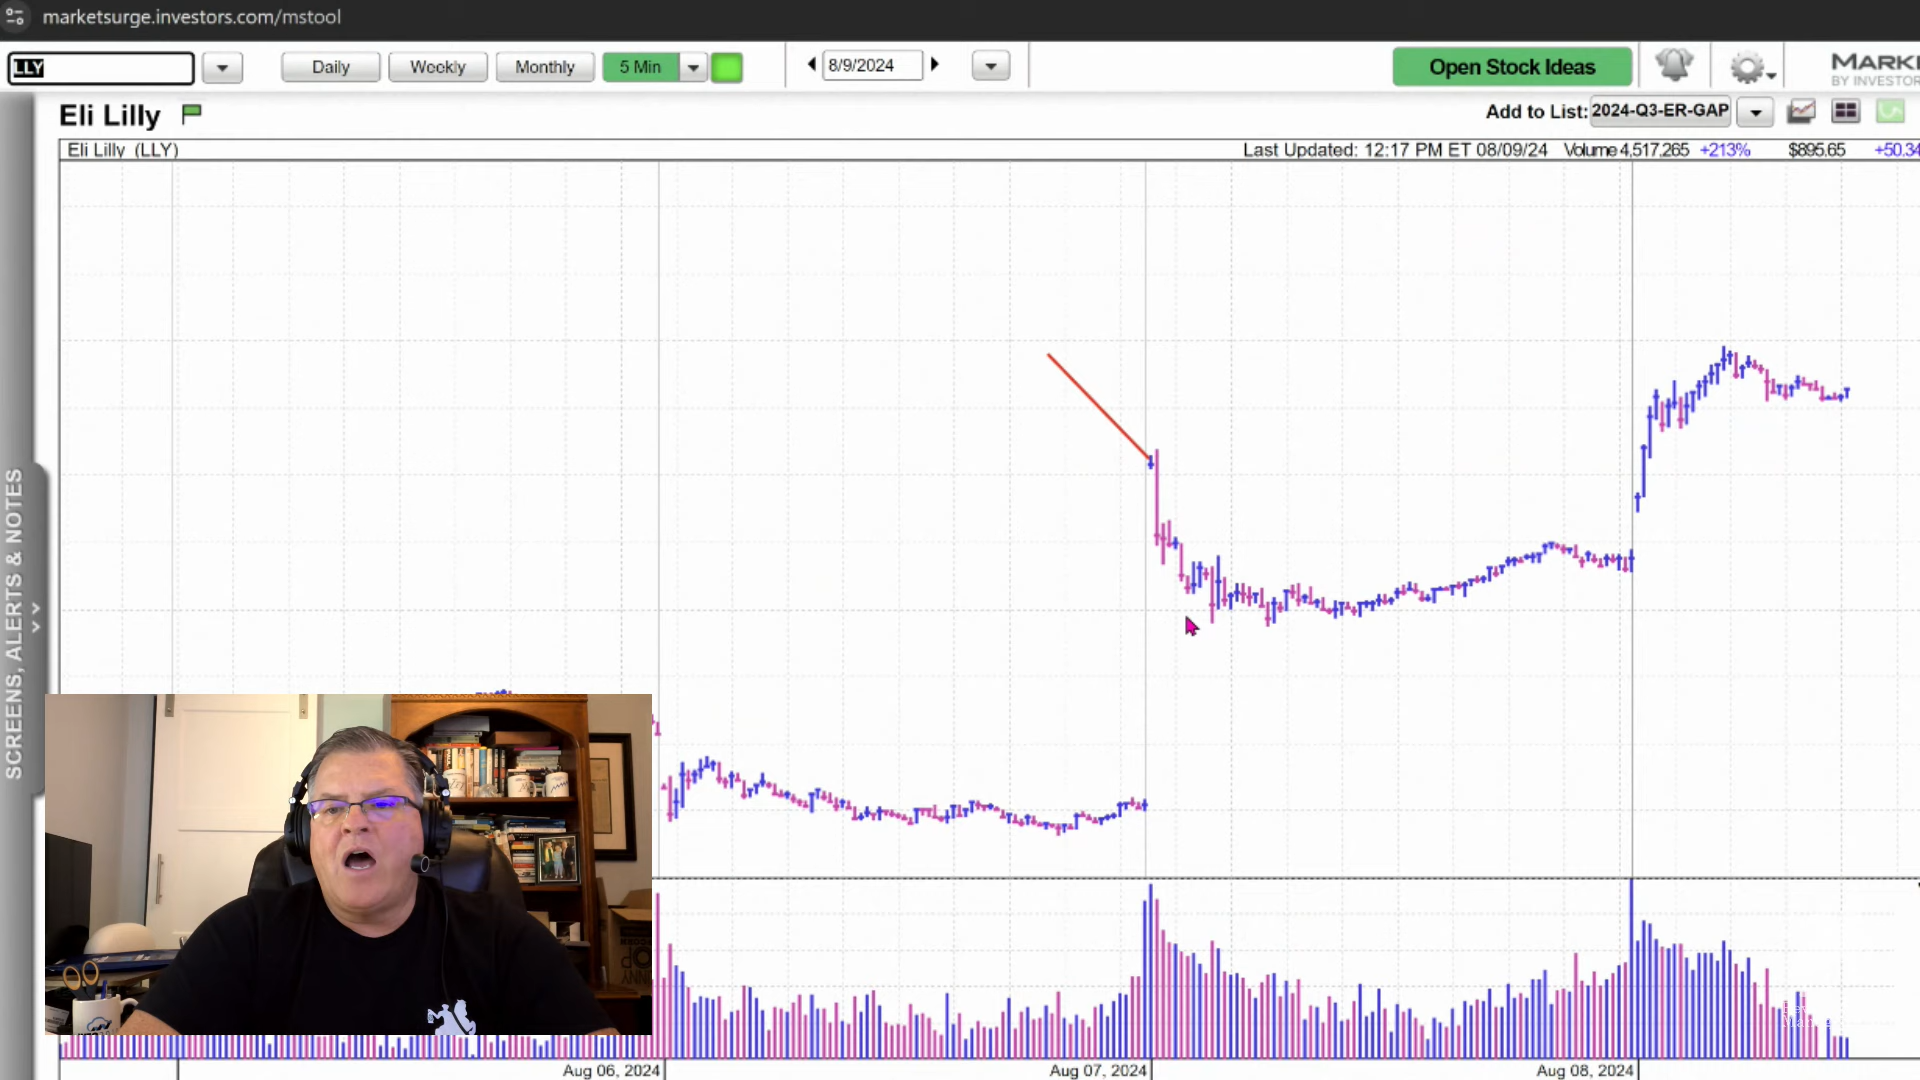 marketsurge.investors.com/mstool
LLY
Daily
Weekly
Monthly
5 Min
8/9/2024
Open Stock Ideas
Eli Lilly
Add to List: 2024-Q3-ER-GAP
Eli Lilly (LLY)
Last Updated: 12:17 PM ET 08/09/24 Volume 4,517,265 +213% $895.65 +50.34
SCREENS, ALERTS & NOTES
Aug 06, 2024
Aug 07, 2024
Aug 08, 2024